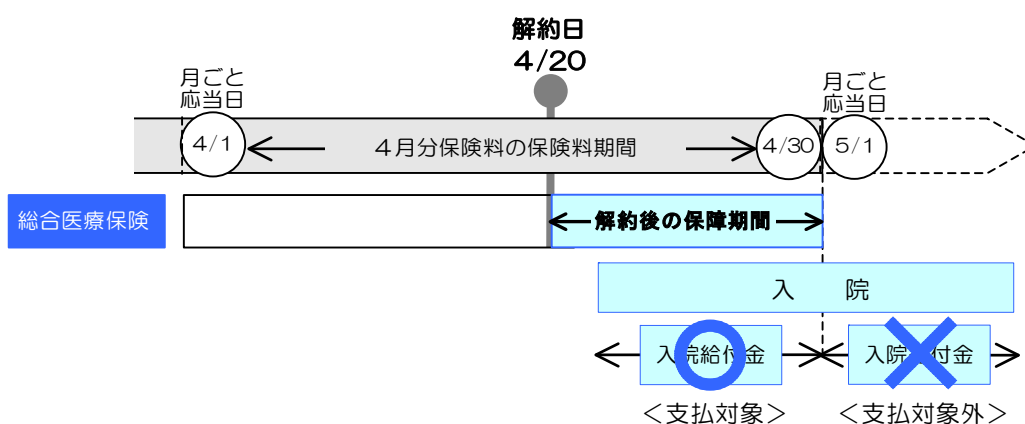 解約日
4/20
月ごと
応当日
月ごと
応当日
4/1
4月分保険料の保険料期間
4/30
5/1
総合医療保険
解約後の保障期間
入 院
入院給付金
入院給付金
＜支払対象＞
＜支払対象外＞